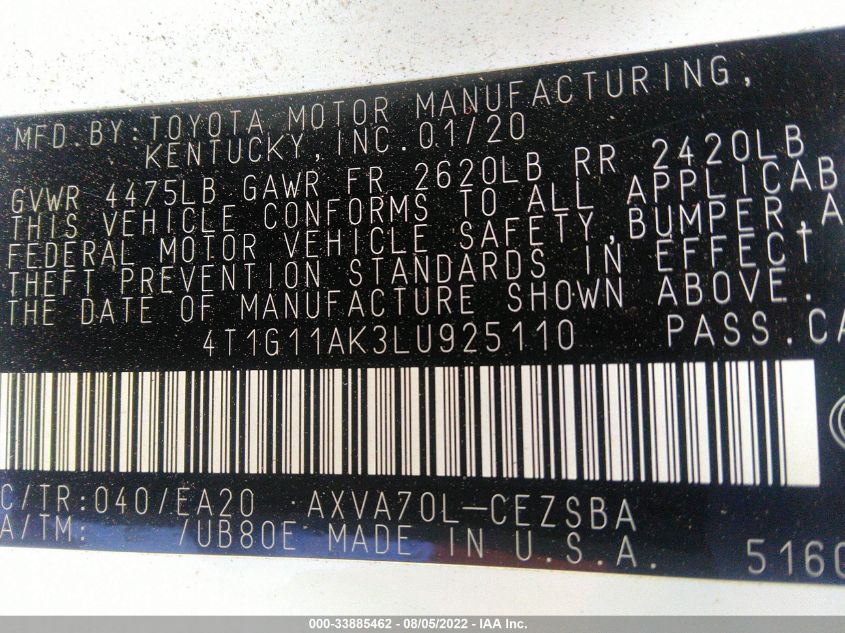 MFD.BY:TOYOTA MOTOR MANUFACTURING,
KENTUCKY,INC.01/20
GVWR 4475LB GAWR FR 2620LB RR 2420LB
THIS VEHICLE CONFORMS TO ALL APPLICAB
FEDERAL MOTOR VEHICLE SAFETY,BUMPER,A
THEFT PREVENTION STANDARDS IN EFFECT
THE DATE OF MANUFACTURE SHOWN ABOVE.
4T1G11AK3LU925110 PASS.CA
C/TR:040/EA20 AXVA70L-CEZSBA
A/TM: /UB80E MADE IN U.S.A. 5160
000-33885462 - 08/05/2022 - IAA Inc.